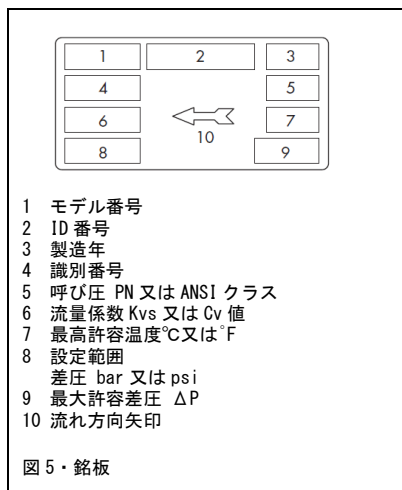 1 2 3
4 5
6 7
10
8 9
1 モデル番号
2 ID 番号
3 製造年
4 識別番号
5 呼び圧 PN 又は ANSI クラス
6 流量係数 Kvs 又は Cv 値
7 最高許容温度℃又は°F
8 設定範囲
差圧 bar 又は psi
9 最大許容差圧 ΔP
10 流れ方向矢印
図 5・銘板